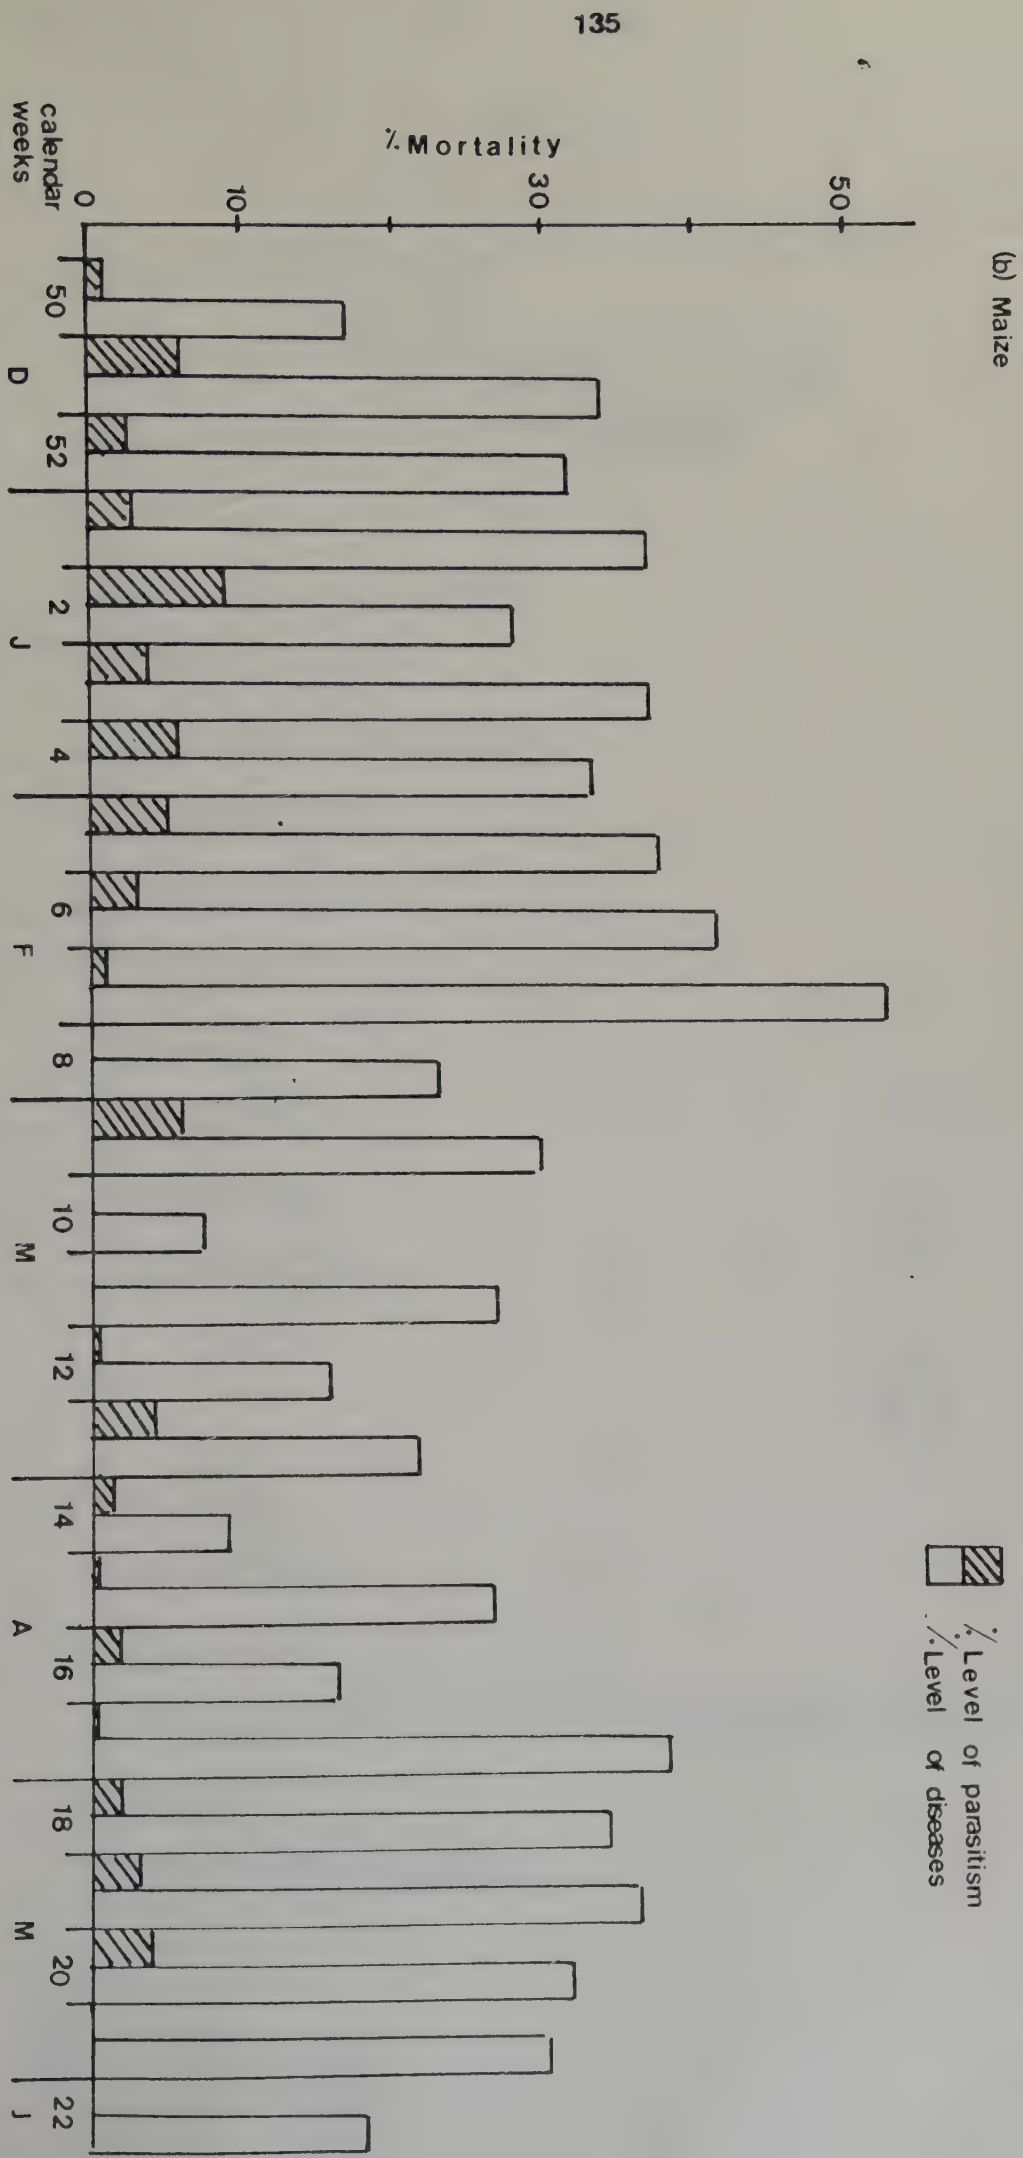 135
(b) Maize
% Level of parasitism
% Level of diseases
% Mortality
50
30
10
0
calendar
weeks
50 52 2 4 6 8 10 12 14 16 18 20 22
D J F M A M J